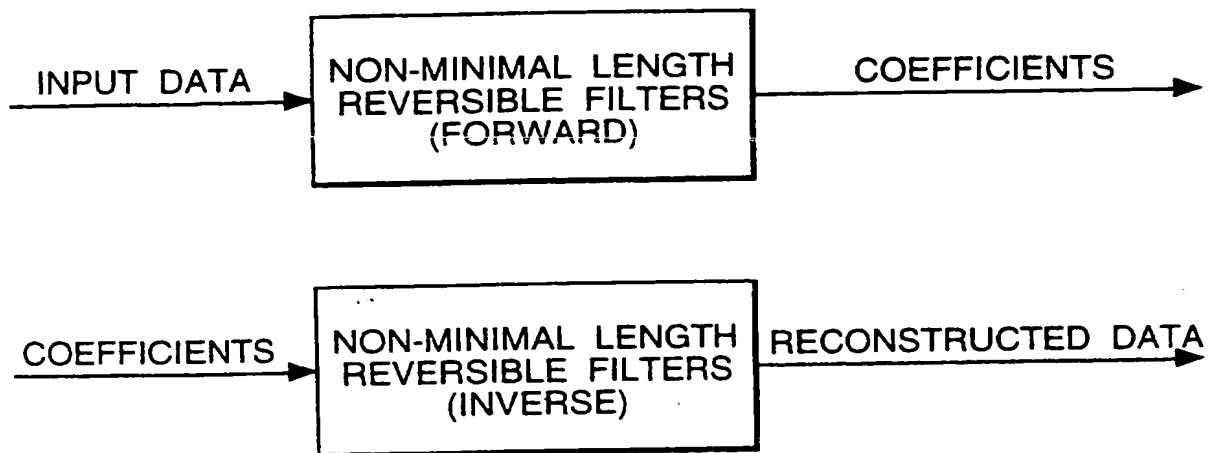 INPUT DATA
NON-MINIMAL LENGTH
REVERSIBLE FILTERS
(FORWARD)
COEFFICIENTS
COEFFICIENTS
NON-MINIMAL LENGTH
REVERSIBLE FILTERS
(INVERSE)
RECONSTRUCTED DATA